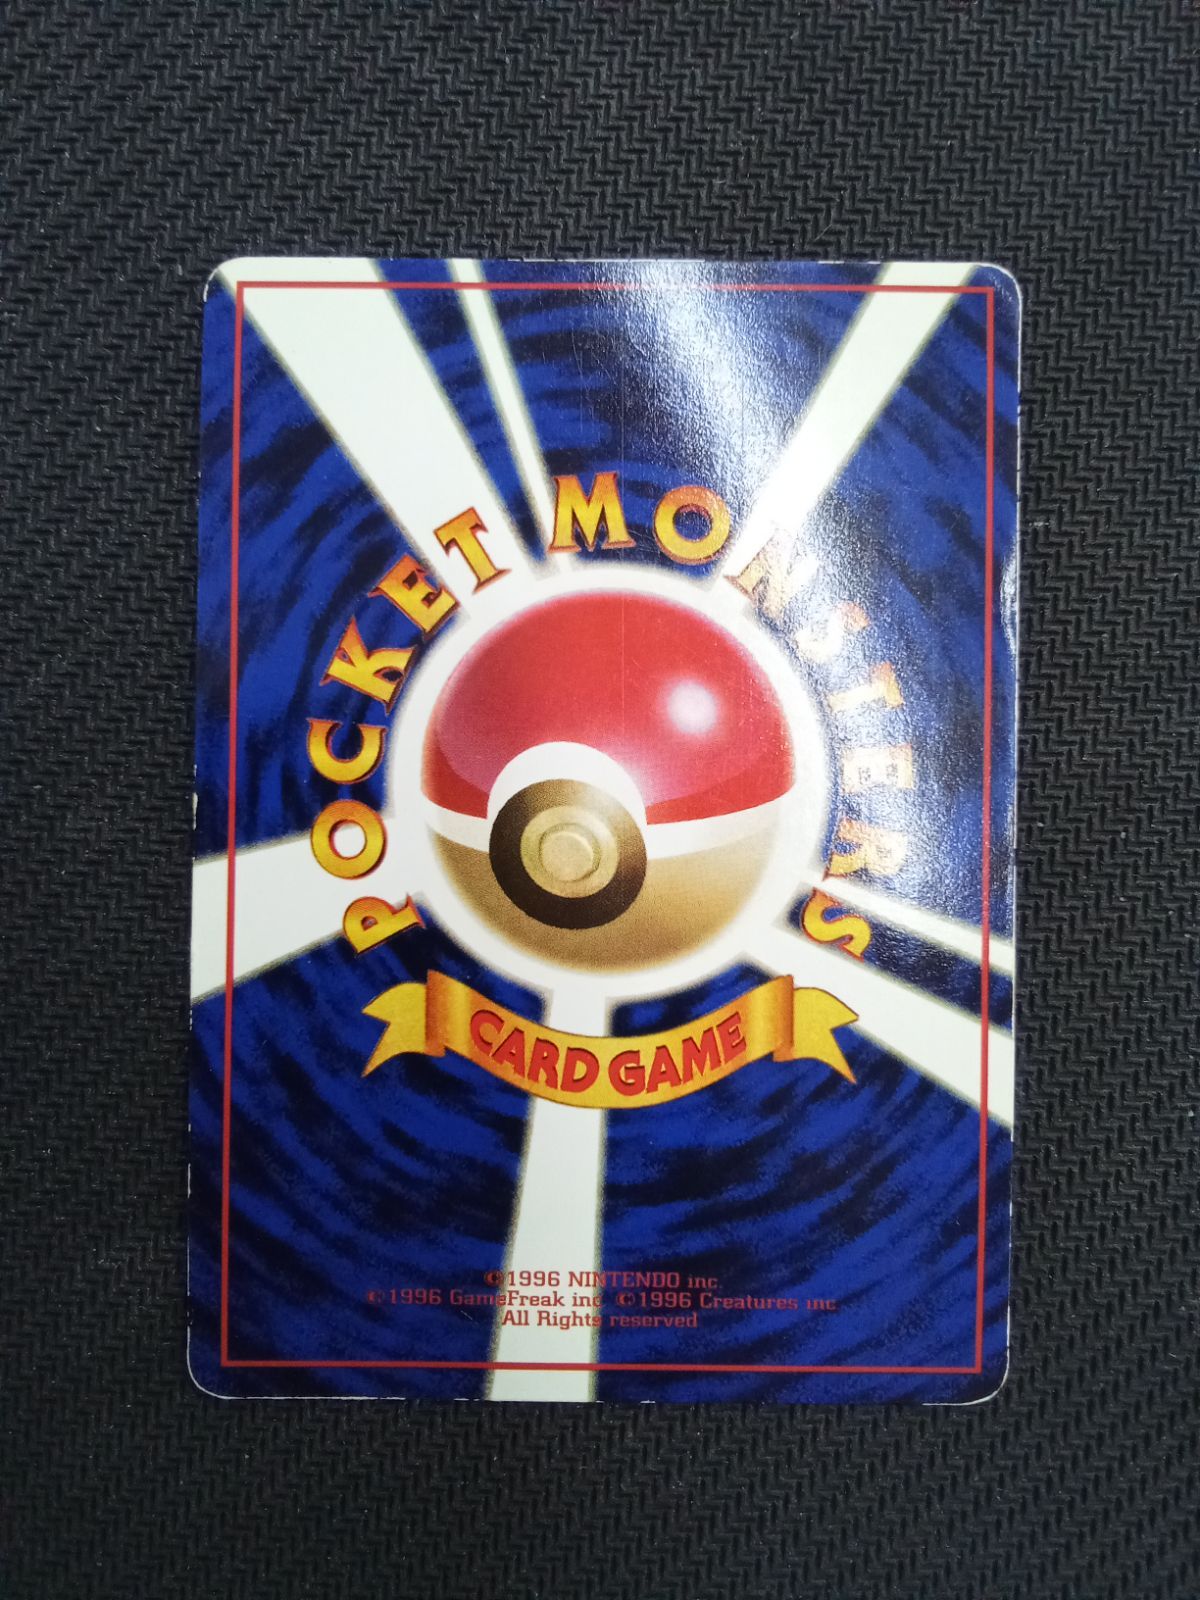 POCKET MONSTERS
CARD GAME
©1996 NINTENDO inc.
©1996 GameFreak inc ©1996 Creatures inc
All Rights reserved